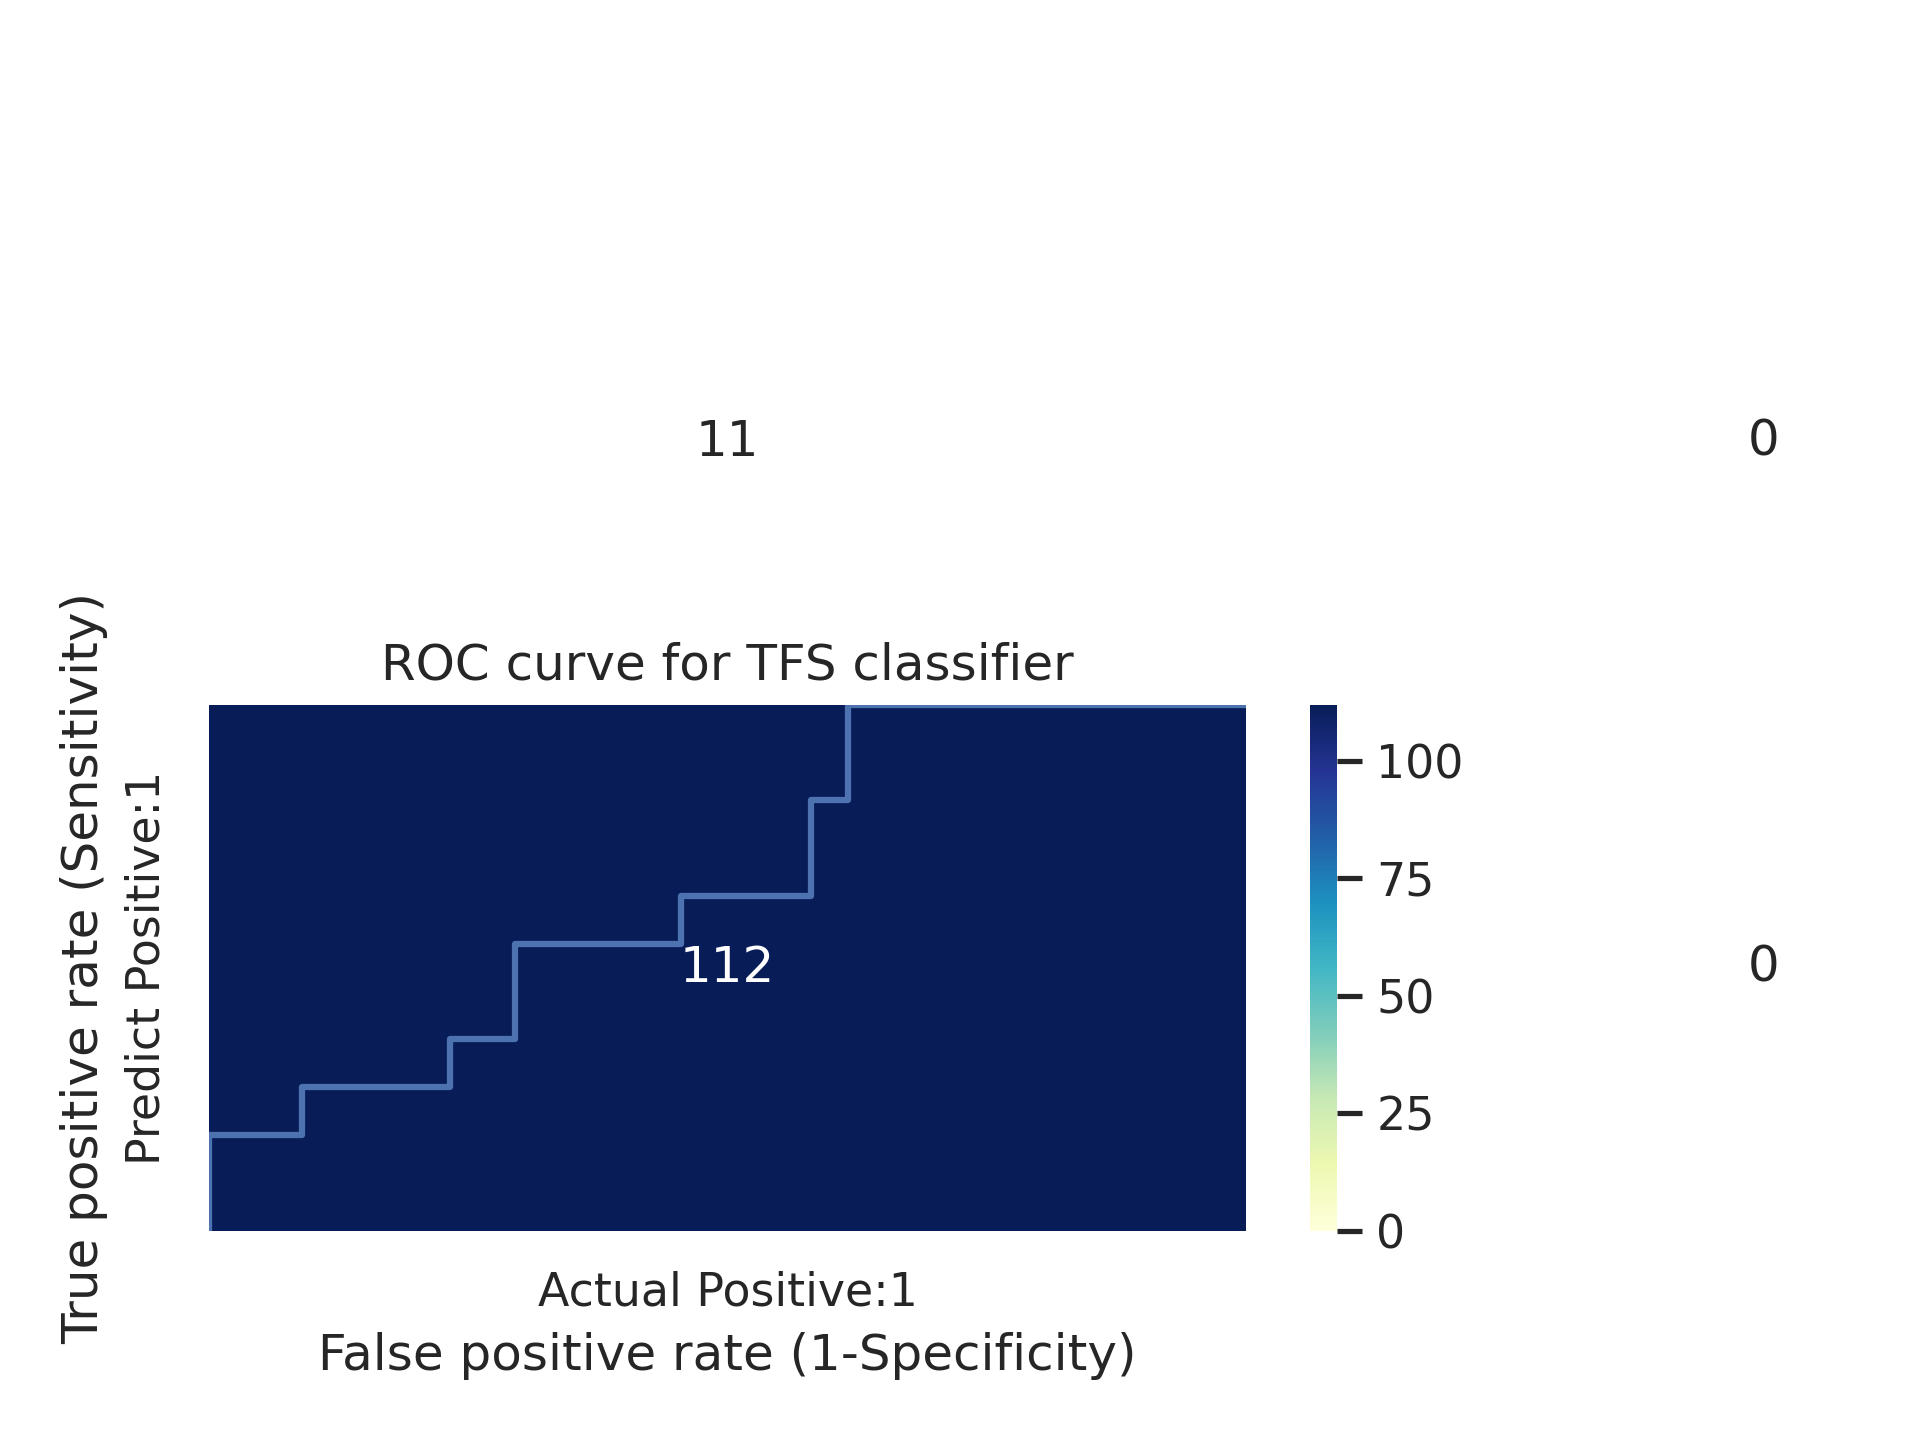 11
0
ROC curve for TFS classifier
True positive rate (Sensitivity)
Predict Positive:1
112
100
75
50
25
0
0
Actual Positive:1
False positive rate (1-Specificity)